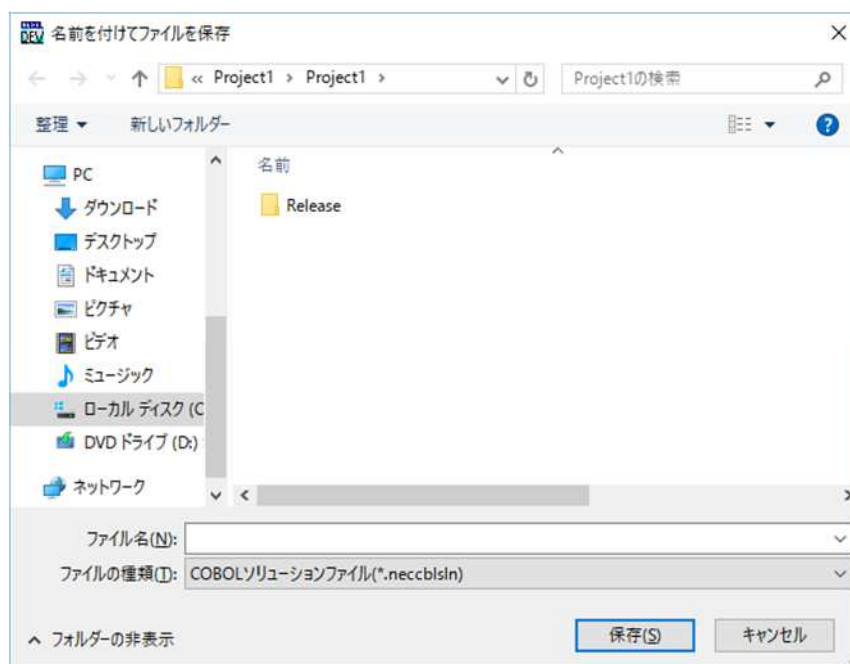 DEV 名前を付けてファイルを保存
« Project1 › Project1 › Project1の検索
整理 新しいフォルダー
PC
ダウンロード
デスクトップ
ドキュメント
ピクチャ
ビデオ
ミュージック
ローカル ディスク (C
DVD ドライブ (D:)
ネットワーク
名前
Release
ファイル名(N):
ファイルの種類(T): COBOLソリューションファイル(*.neccblsln)
フォルダーの非表示 保存(S) キャンセル